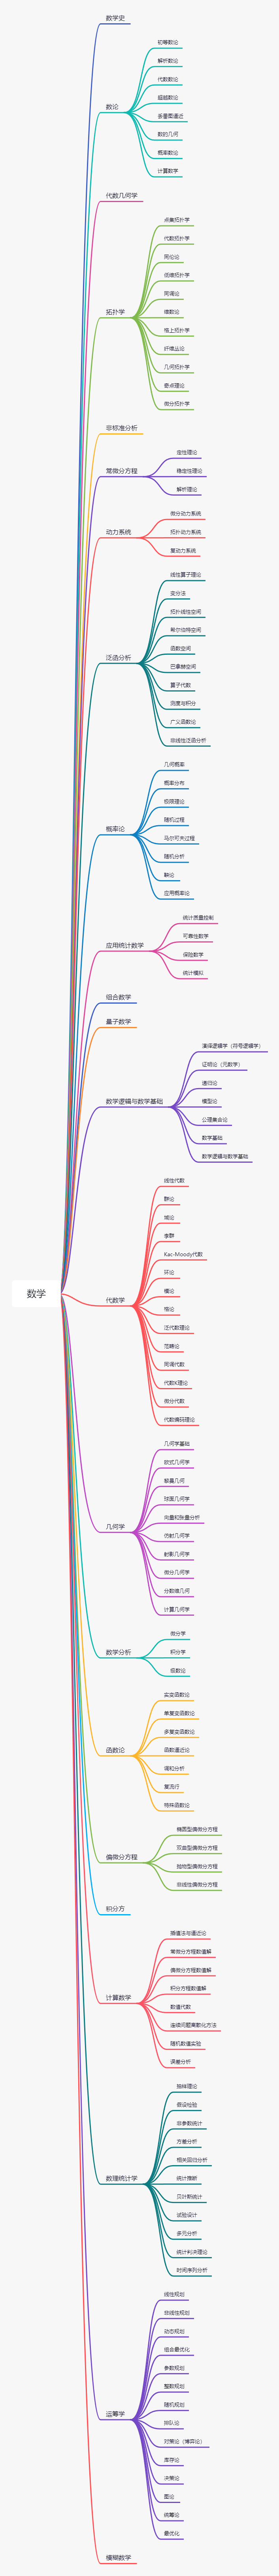 数学
数学史
数论
初等数论
解析数论
代数数论
超越数论
丢番图逼近
数的几何
概率数论
计算数学
代数几何学
拓扑学
点集拓扑学
代数拓扑学
同伦论
低维拓扑学
同调论
维数论
格上拓扑学
纤维丛论
几何拓扑学
奇点理论
微分拓扑学
非标准分析
常微分方程
定性理论
稳定性理论
解析理论
动力系统
微分动力系统
拓扑动力系统
复动力系统
泛函分析
线性算子理论
变分法
拓扑线性空间
希尔伯特空间
函数空间
巴拿赫空间
算子代数
测度与积分
广义函数论
非线性泛函分析
概率论
几何概率
概率分布
极限理论
随机过程
马尔可夫过程
随机分析
鞅论
应用概率论
应用统计数学
统计质量控制
可靠性数学
保险数学
统计模拟
组合数学
量子数学
数学逻辑与数学基础
演绎逻辑学（符号逻辑学）
证明论（元数学）
递归论
模型论
公理集合论
数学基础
数学逻辑与数学基础
代数学
线性代数
群论
域论
李群
Kac-Moody代数
环论
模论
格论
泛代数理论
范畴论
同调代数
代数K理论
微分代数
代数编码理论
几何学
几何学基础
欧式几何学
黎曼几何
球面几何学
向量和张量分析
仿射几何学
射影几何学
微分几何学
分数维几何
计算几何学
数学分析
微分学
积分学
级数论
函数论
实变函数论
单复变函数论
多复变函数论
函数逼近论
调和分析
复流行
特殊函数论
偏微分方程
椭圆型偏微分方程
双曲型偏微分方程
抛物型偏微分方程
非线性偏微分方程
积分方
计算数学
插值法与逼近论
常微分方程数值解
偏微分方程数值解
积分方程数值解
数值代数
连续问题离散化方法
随机数值实验
误差分析
数理统计学
抽样理论
假设检验
非参数统计
方差分析
相关回归分析
统计推断
贝叶斯统计
试验设计
多元分析
统计判决理论
时间序列分析
运筹学
线性规划
非线性规划
动态规划
组合最优化
参数规划
整数规划
随机规划
排队论
对策论（博弈论）
库存论
决策论
图论
统筹论
最优化
模糊数学